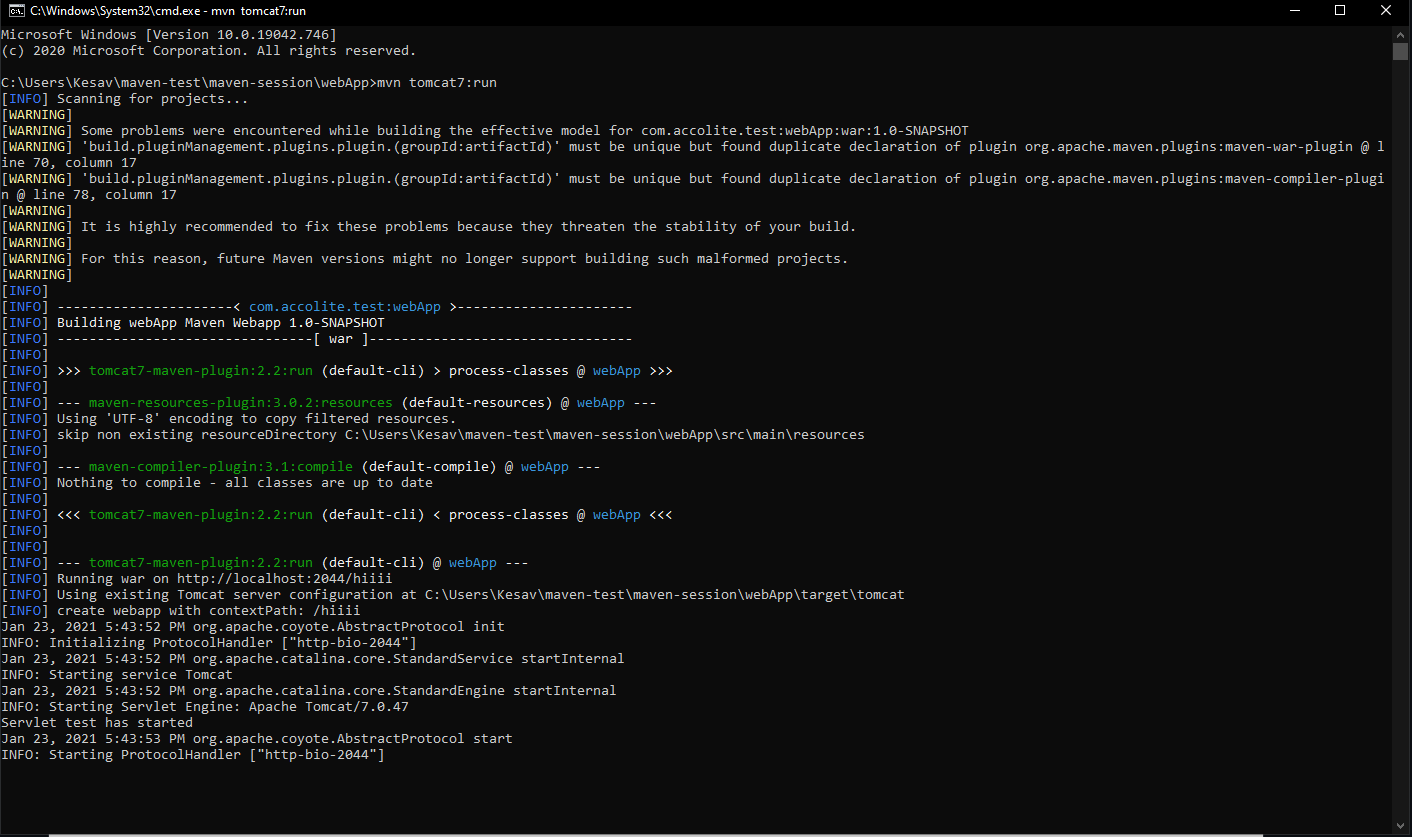 C:\Windows\System32\cmd.exe - mvn  tomcat7:run
Microsoft Windows [Version 10.0.19042.746]
(c) 2020 Microsoft Corporation. All rights reserved.
C:\Users\Kesav\maven-test\maven-session\webApp>mvn tomcat7:run
[INFO] Scanning for projects...
[WARNING]
[WARNING] Some problems were encountered while building the effective model for com.accolite.test:webApp:war:1.0-SNAPSHOT
[WARNING] 'build.pluginManagement.plugins.plugin.(groupId:artifactId)' must be unique but found duplicate declaration of plugin org.apache.maven.plugins:maven-war-plugin @ l
ine 70, column 17
[WARNING] 'build.pluginManagement.plugins.plugin.(groupId:artifactId)' must be unique but found duplicate declaration of plugin org.apache.maven.plugins:maven-compiler-plugi
n @ line 78, column 17
[WARNING]
[WARNING] It is highly recommended to fix these problems because they threaten the stability of your build.
[WARNING]
[WARNING] For this reason, future Maven versions might no longer support building such malformed projects.
[WARNING]
[INFO]
[INFO] ----------------------< com.accolite.test:webApp >----------------------
[INFO] Building webApp Maven Webapp 1.0-SNAPSHOT
[INFO] --------------------------------[ war ]---------------------------------
[INFO]
[INFO] >>> tomcat7-maven-plugin:2.2:run (default-cli) > process-classes @ webApp >>>
[INFO]
[INFO] --- maven-resources-plugin:3.0.2:resources (default-resources) @ webApp ---
[INFO] Using 'UTF-8' encoding to copy filtered resources.
[INFO] skip non existing resourceDirectory C:\Users\Kesav\maven-test\maven-session\webApp\src\main\resources
[INFO]
[INFO] --- maven-compiler-plugin:3.1:compile (default-compile) @ webApp ---
[INFO] Nothing to compile - all classes are up to date
[INFO]
[INFO] <<< tomcat7-maven-plugin:2.2:run (default-cli) < process-classes @ webApp <<<
[INFO]
[INFO]
[INFO] --- tomcat7-maven-plugin:2.2:run (default-cli) @ webApp ---
[INFO] Running war on http://localhost:2044/hiiii
[INFO] Using existing Tomcat server configuration at C:\Users\Kesav\maven-test\maven-session\webApp\target\tomcat
[INFO] create webapp with contextPath: /hiiii
Jan 23, 2021 5:43:52 PM org.apache.coyote.AbstractProtocol init
INFO: Initializing ProtocolHandler ["http-bio-2044"]
Jan 23, 2021 5:43:52 PM org.apache.catalina.core.StandardService startInternal
INFO: Starting service Tomcat
Jan 23, 2021 5:43:52 PM org.apache.catalina.core.StandardEngine startInternal
INFO: Starting Servlet Engine: Apache Tomcat/7.0.47
Servlet test has started
Jan 23, 2021 5:43:53 PM org.apache.coyote.AbstractProtocol start
INFO: Starting ProtocolHandler ["http-bio-2044"]